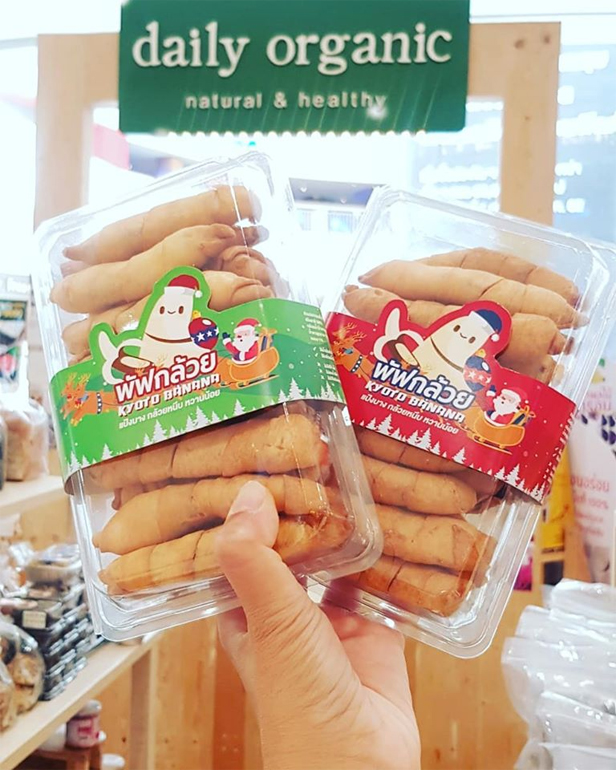 daily organic
natural & healthy
พัฟกล้วย
KYOTO BANANA
แป้งบาง กล้วยหนึบ หวานน้อย
พัฟกล้วย
KYOTO BANANA
แป้งบาง กล้วยหนึบ หวานน้อย